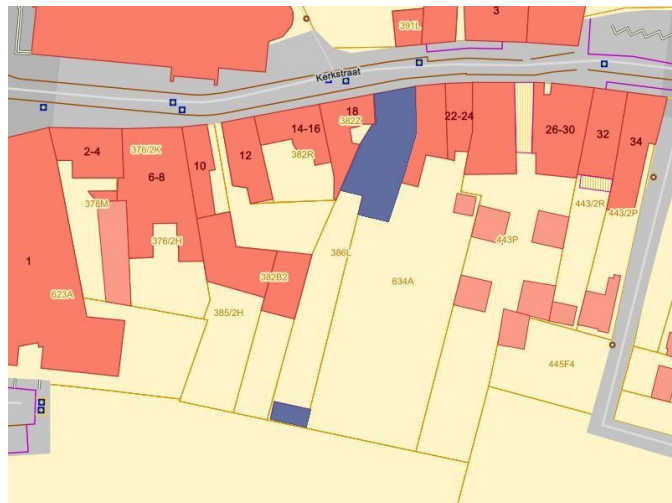 391L
3
Kerkstraat
18
382Z
22-24
14-16
26-30
32
34
2-4
376/2K
10
12
382R
6-8
378M
443/2R
443/2P
376/2H
386L
443P
1
382B2
634A
623A
385/2H
445F4